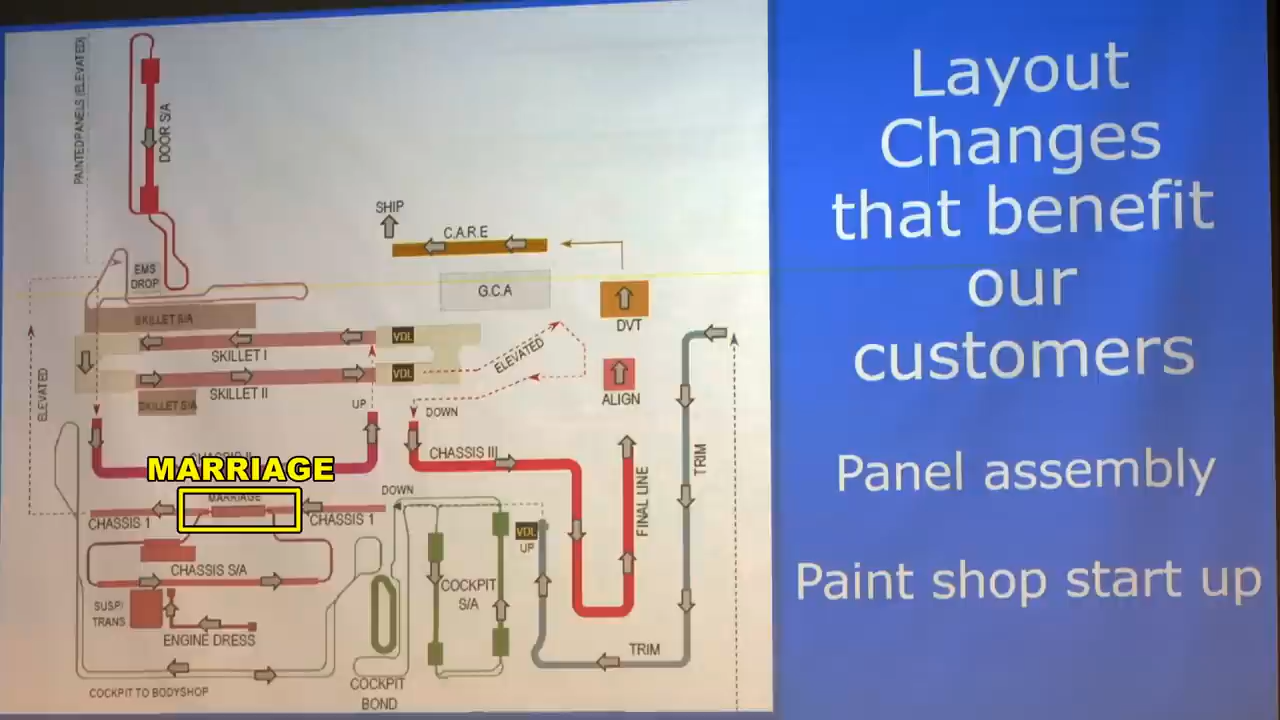 PAINTED PANELS (ELEVATED)
DOOR S/A
SHIP
C.A.R.E
EMS
DROP
G.C.A
SKILLET S/A
DVT
VDL
SKILLET I
ELEVATED
VDL
SKILLET II
ALIGN
ELEVATED
SKILLET S/A
UP
DOWN
CHASSIS II
CHASSIS III
TRIM
MARRIAGE
MARRIAGE
DOWN
FINAL LINE
CHASSIS 1
CHASSIS 1
VDL
UP
CHASSIS S/A
COCKPIT
S/A
SUSP/
TRANS
ENGINE DRESS
TRIM
COCKPIT TO BODYSHOP
COCKPIT
BOND
Layout
Changes
that benefit
our
customers
Panel assembly
Paint shop start up